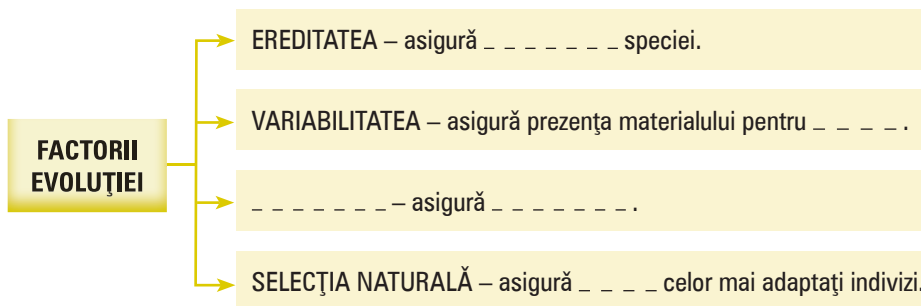 EREDITATEA – asigură _ _ _ _ _ _ _ speciei.
VARIABILITATEA – asigură prezenţa materialului pentru _ _ _ _ .
FACTORII
EVOLUŢIEI
_ _ _ _ _ _ _ – asigură _ _ _ _ _ _ _ .
SELECŢIA NATURALĂ – asigură _ _ _ _ celor mai adaptaţi indivizi.